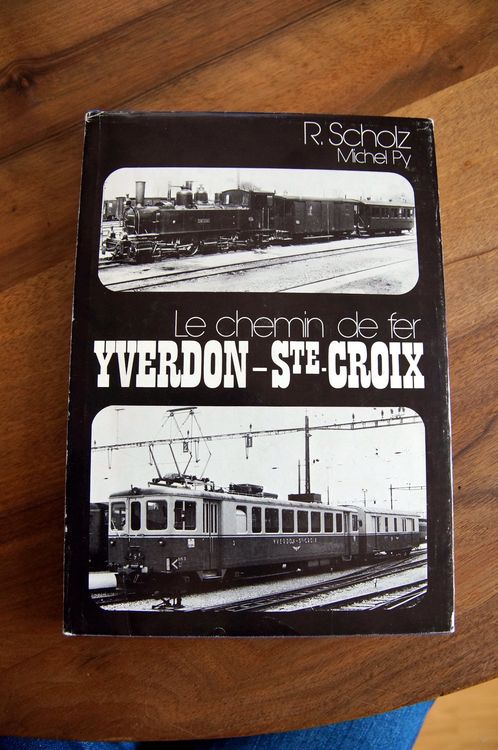 R. Scholz
Michel Py
Le chemin de fer
YVERDON-STE-CROIX
YVERDON-STE-CROIX